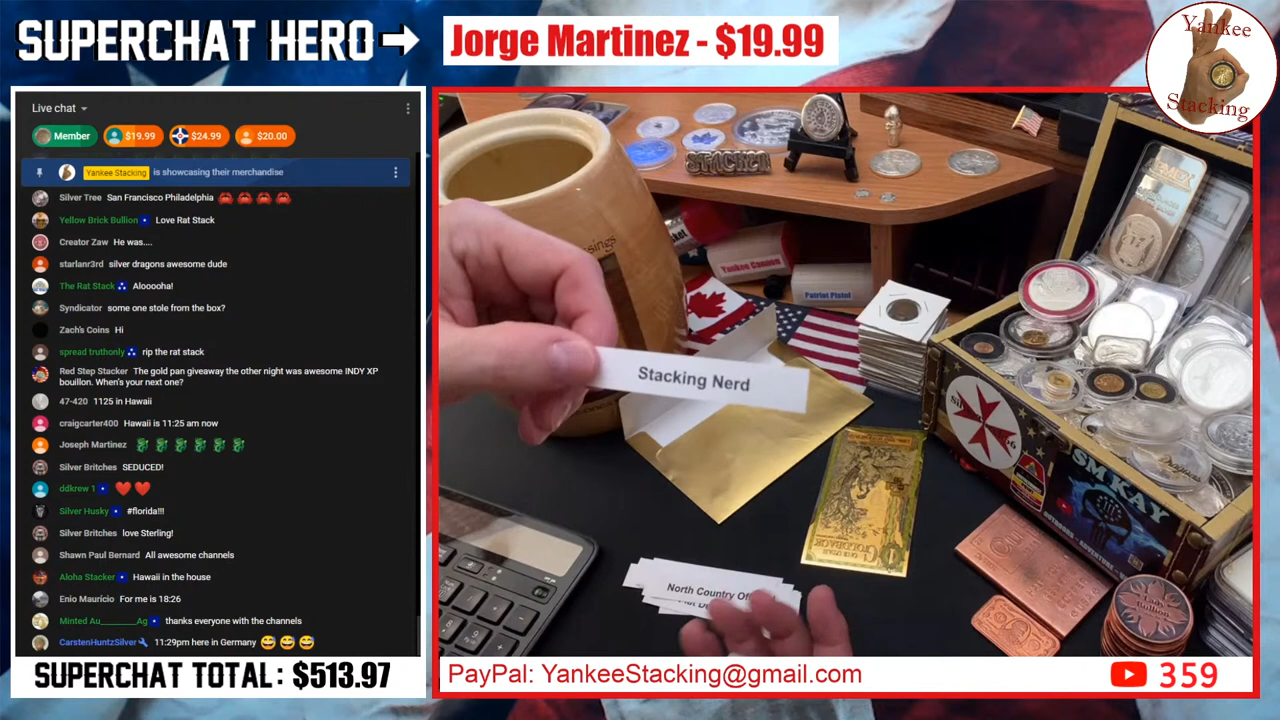 SUPERCHAT HERO
Jorge Martinez - $19.99
Yankee
Stacking
Live chat
Member
$19.99
$24.99
$20.00
Yankee Stacking is showcasing their merchandise
Silver Tree San Francisco Philadelphia
Yellow Brick Bullion Love Rat Stack
Creator Zaw He was....
starlanr3rd silver dragons awesome dude
The Rat Stack Alooooha!
Syndicator some one stole from the box?
Zach's Coins Hi
spread truthonly rip the rat stack
Red Step Stacker The gold pan giveaway the other night was awesome INDY XP
bouillon. When's your next one?
47-420 1125 in Hawaii
craigcarter400 Hawaii is 11:25 am now
Joseph Martinez
Silver Britches SEDUCED!
ddkrew 1
Silver Husky #florida!!!
Silver Britches love Sterling!
Shawn Paul Bernard All awesome channels
Aloha Stacker Hawaii in the house
Enio Maurício For me is 18:26
Minted Au________Ag thanks everyone with the channels
CarstenHuntzSilver 11:29pm here in Germany
SUPERCHAT TOTAL: $513.97
STACKER
Yankee Cannon
Patriot Pistol
Stacking Nerd
North Country
GOLDBACK
SMKAY
PayPal: YankeeStacking@gmail.com
359